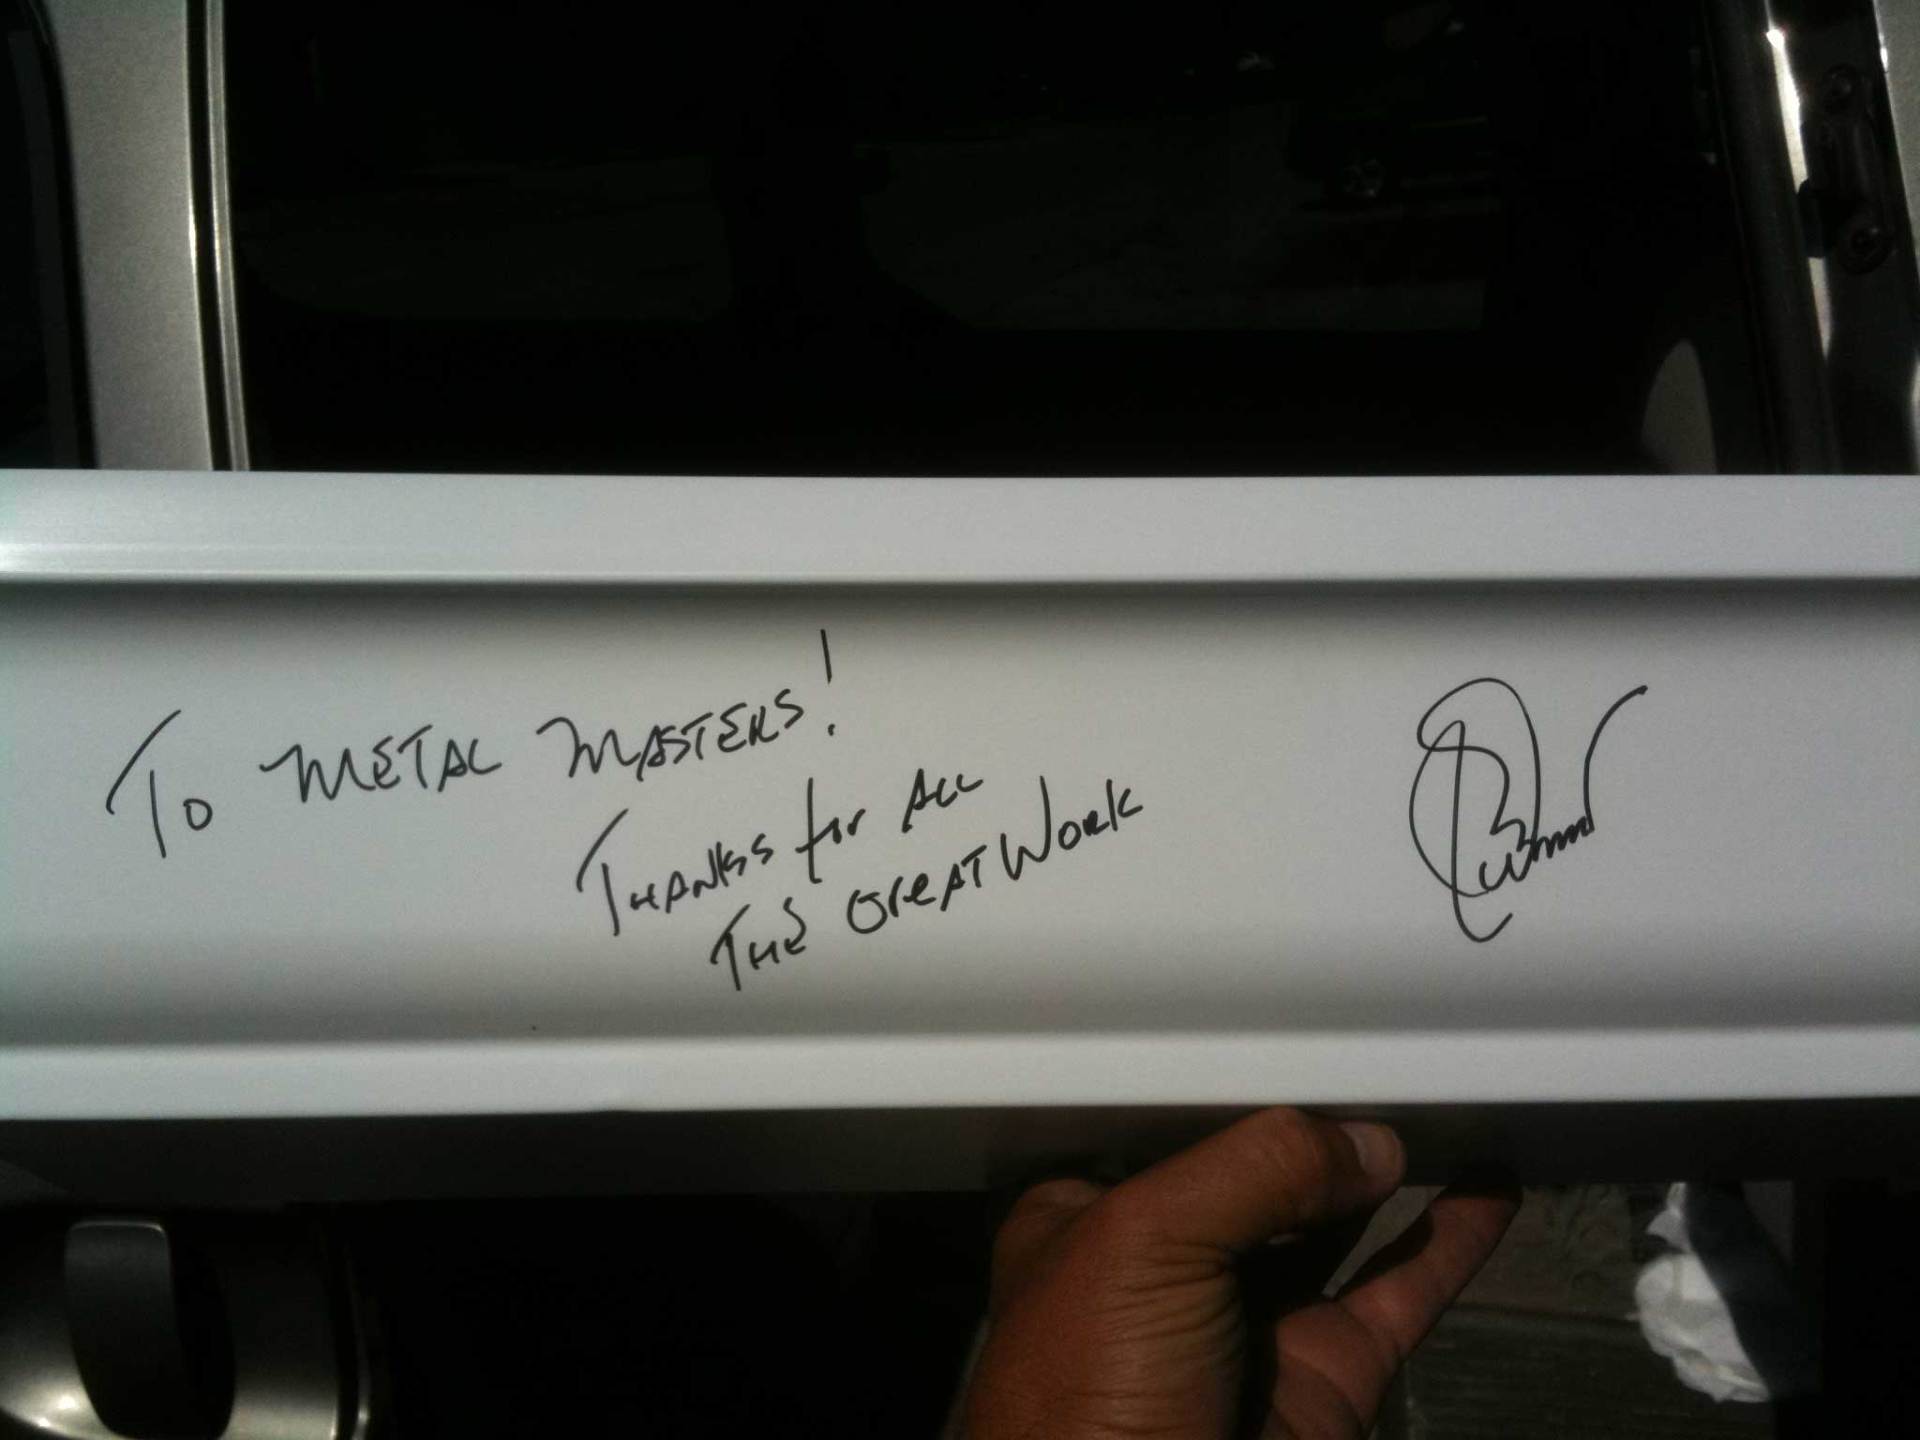 To METAL MASTERS!
THANKS for ALL
THE GreAT Work